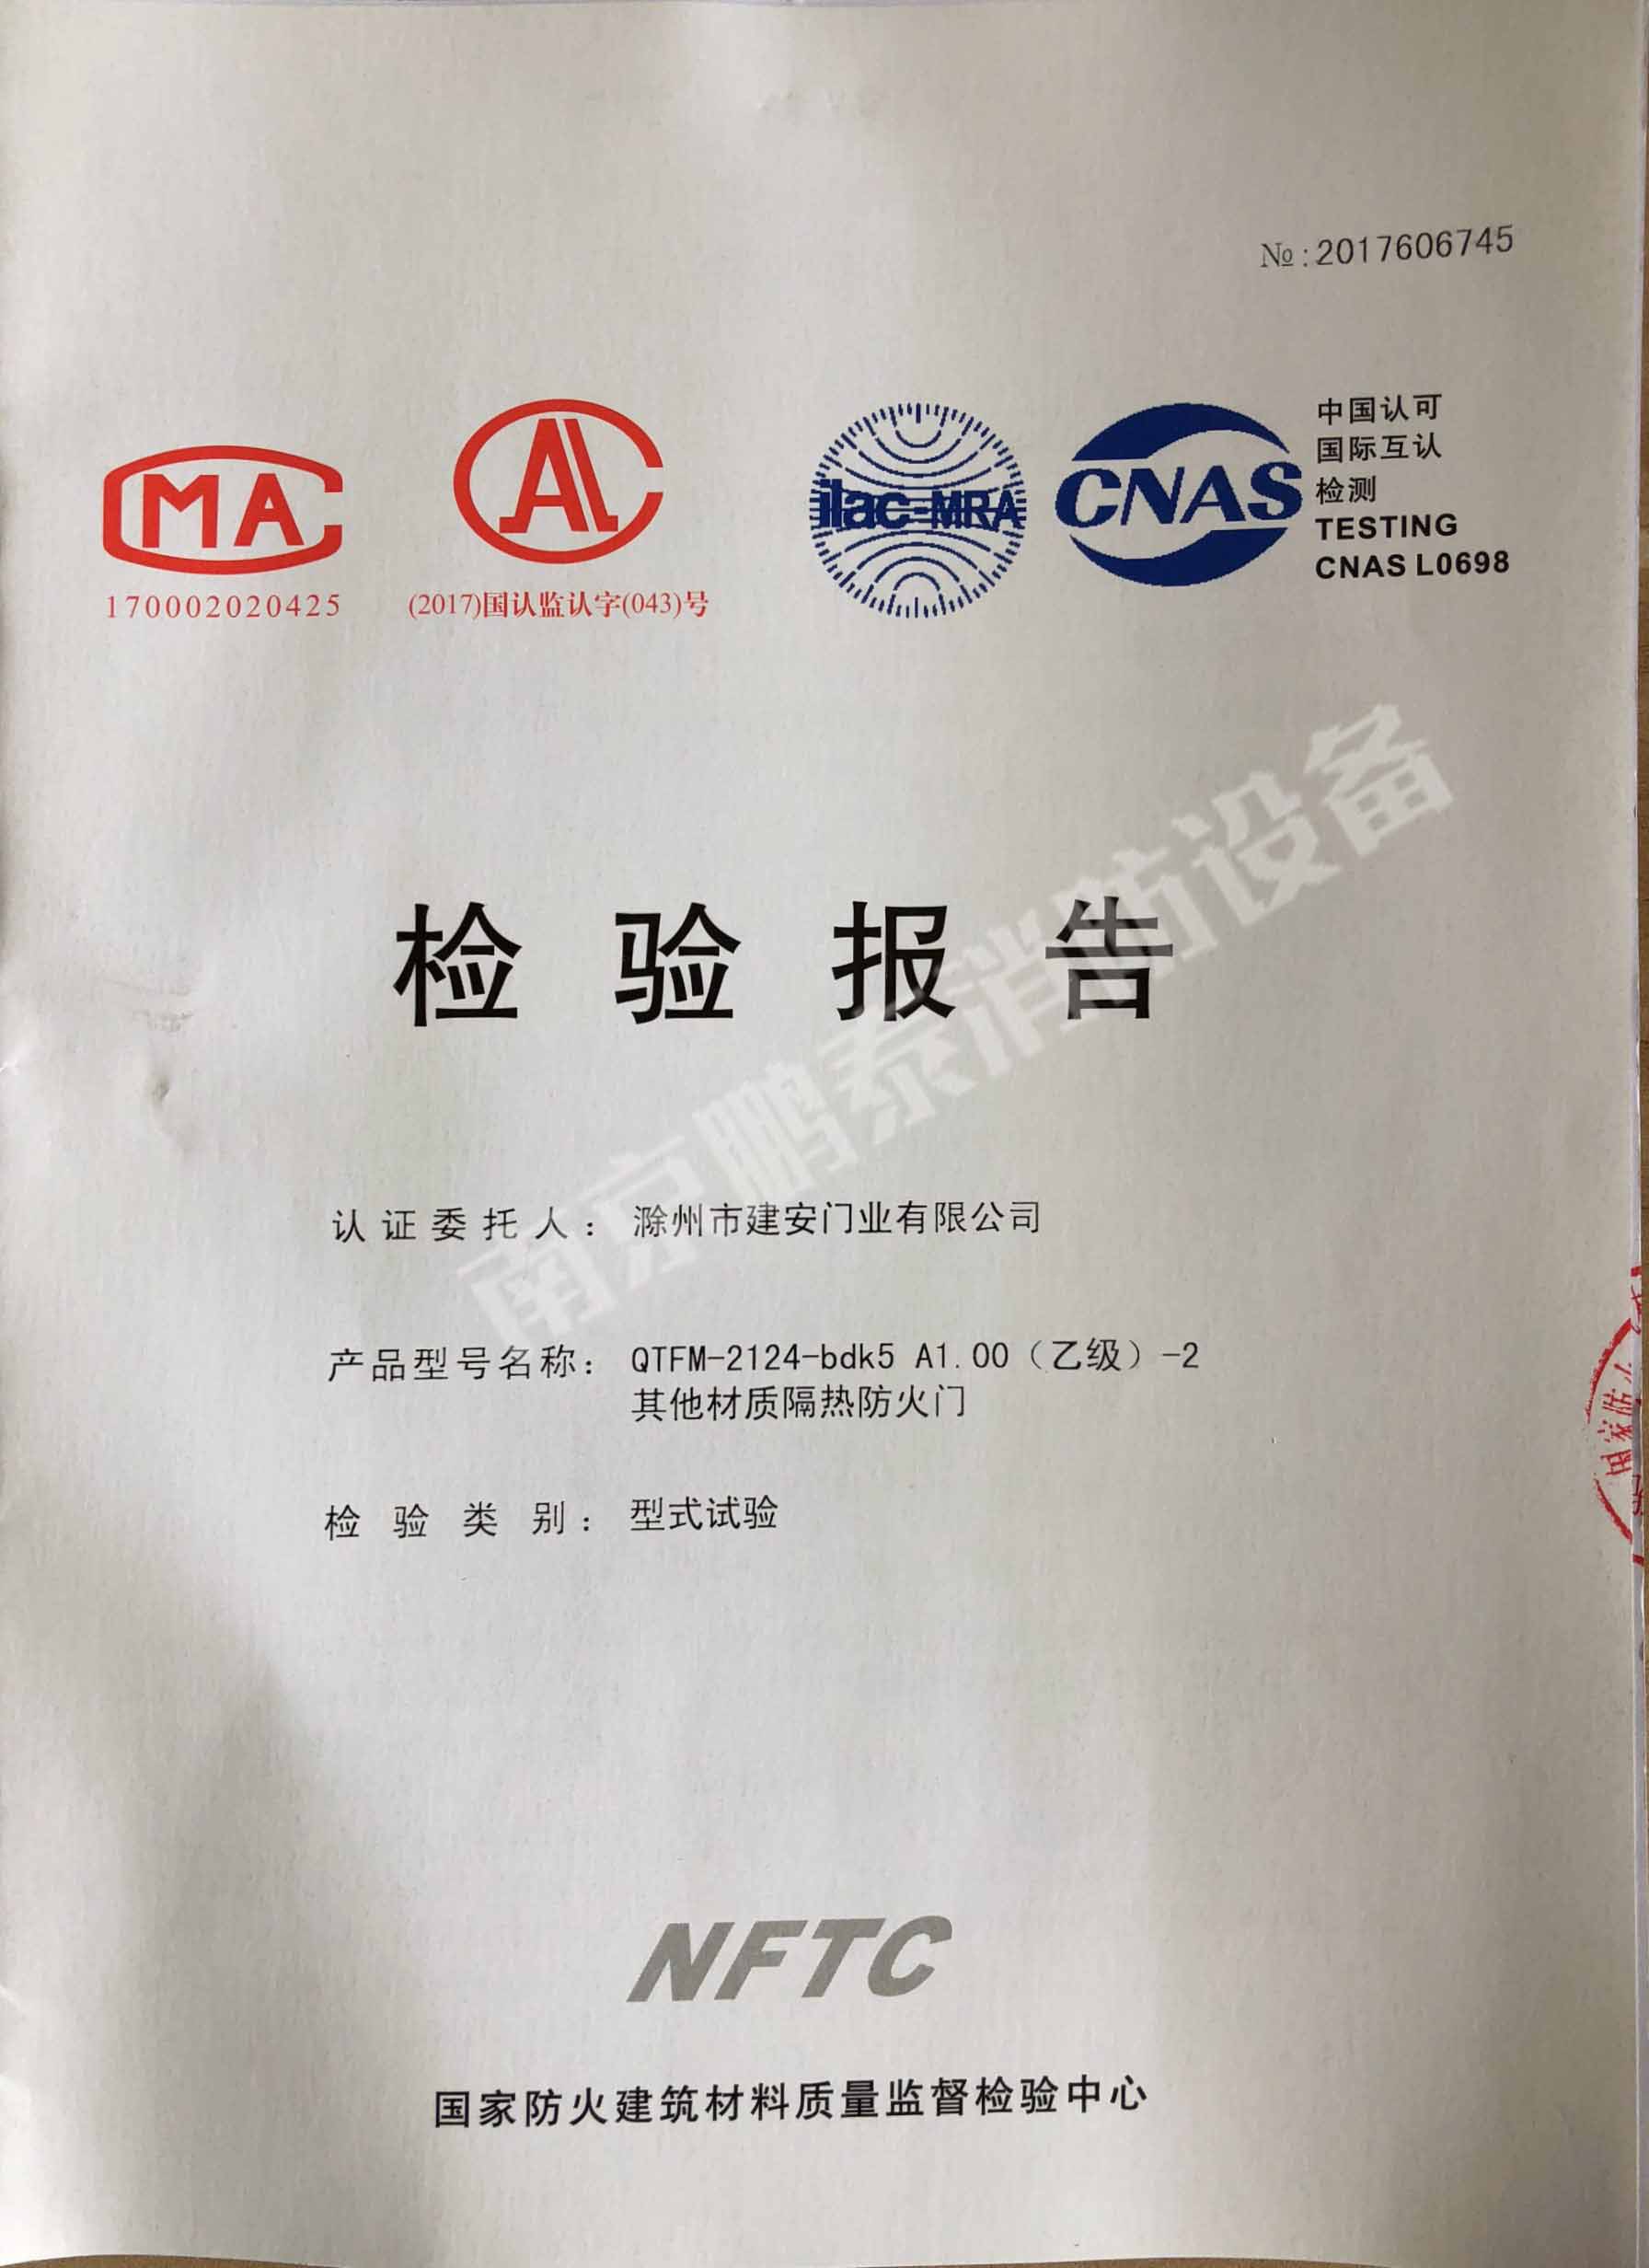 №:2017606745
MA
170002020425
AL
(2017)国认监认字(043)号
ilac-MRA
CNAS
中国认可
国际互认
检测
TESTING
CNAS L0698
检验报告
南京鹏泰消防设备
认证委托人：滁州市建安门业有限公司
产品型号名称：QTFM-2124-bdk5 A1.00（乙级）-2
其他材质隔热防火门
检验类别：型式试验
国家防火
NFTC
国家防火建筑材料质量监督检验中心